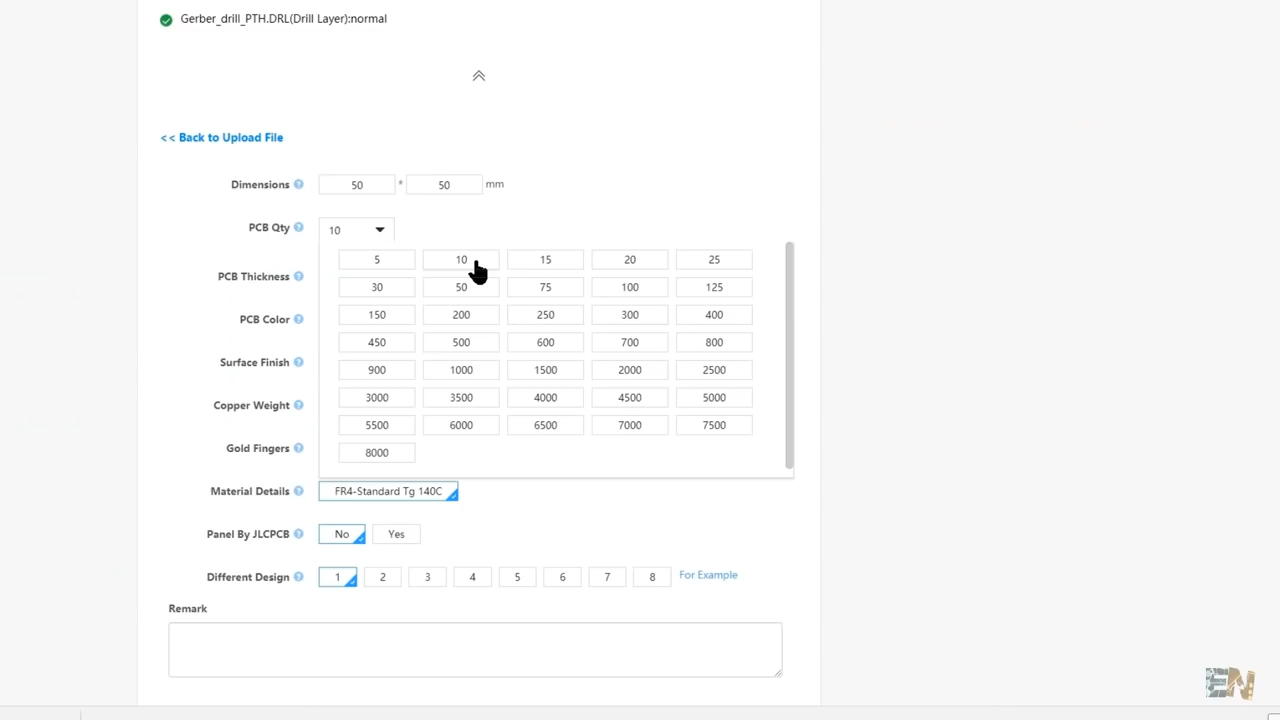 Gerber_drill_PTH.DRL(Drill Layer):normal
<< Back to Upload File
Dimensions ? 50 * 50 mm
PCB Qty ? 10
5 10 15 20 25
PCB Thickness ? 30 50 75 100 125
PCB Color ? 150 200 250 300 400
450 500 600 700 800
Surface Finish ? 900 1000 1500 2000 2500
Copper Weight ? 3000 3500 4000 4500 5000
5500 6000 6500 7000 7500
Gold Fingers ? 8000
Material Details ? FR4-Standard Tg 140C
Panel By JLCPCB ? No Yes
Different Design ? 1 2 3 4 5 6 7 8 For Example
Remark
EN